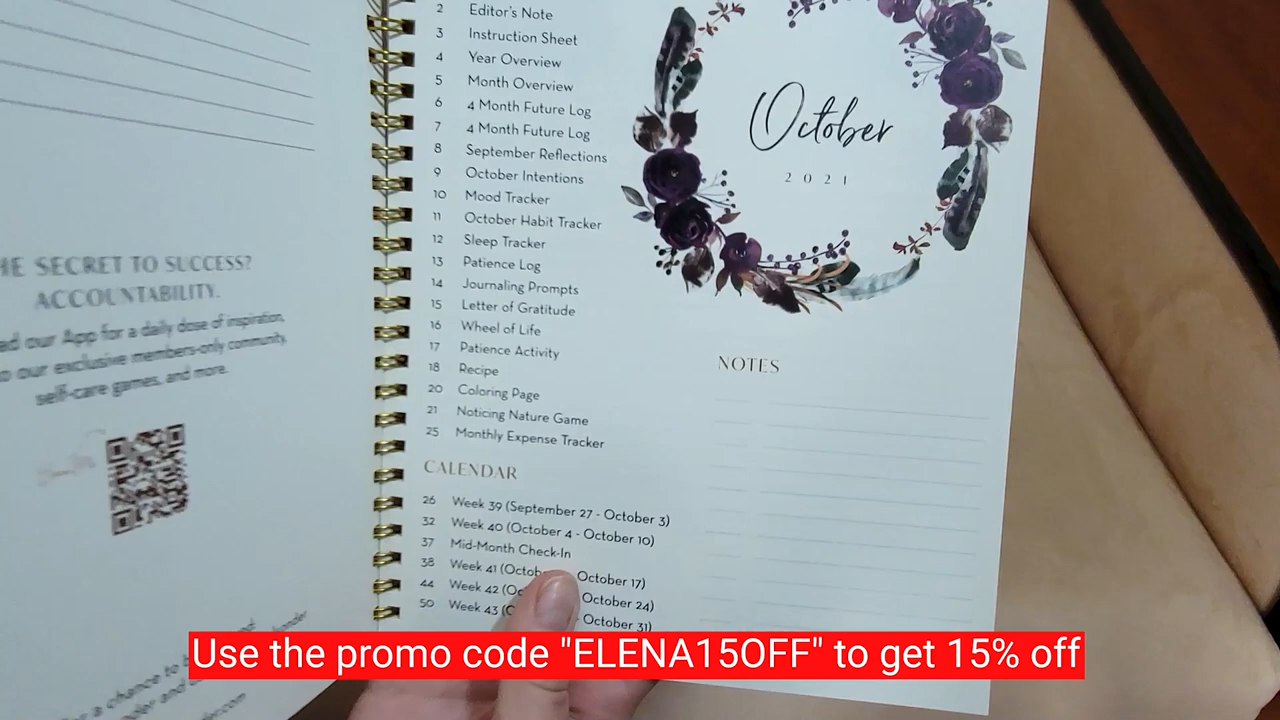 HE SECRET TO SUCCESS?
ACCOUNTABILITY.
our App for a daily dose of inspiration,
our exclusive members-only community,
self-care games, and more.
a chance to
2 Editor's Note
3 Instruction Sheet
4 Year Overview
5 Month Overview
6 4 Month Future Log
7 4 Month Future Log
8 September Reflections
9 October Intentions
10 Mood Tracker
11 October Habit Tracker
12 Sleep Tracker
13 Patience Log
14 Journaling Prompts
15 Letter of Gratitude
16 Wheel of Life
17 Patience Activity
18 Recipe
20 Coloring Page
21 Noticing Nature Game
25 Monthly Expense Tracker
CALENDAR
26 Week 39 (September 27 - October 3)
32 Week 40 (October 4 - October 10)
37 Mid-Month Check-In
38 Week 41 (Octob - October 17)
44 Week 42 (Oc - October 24)
50 Week 43 (O - October 31)
October
2021
NOTES
Use the promo code "ELENA15OFF" to get 15% off